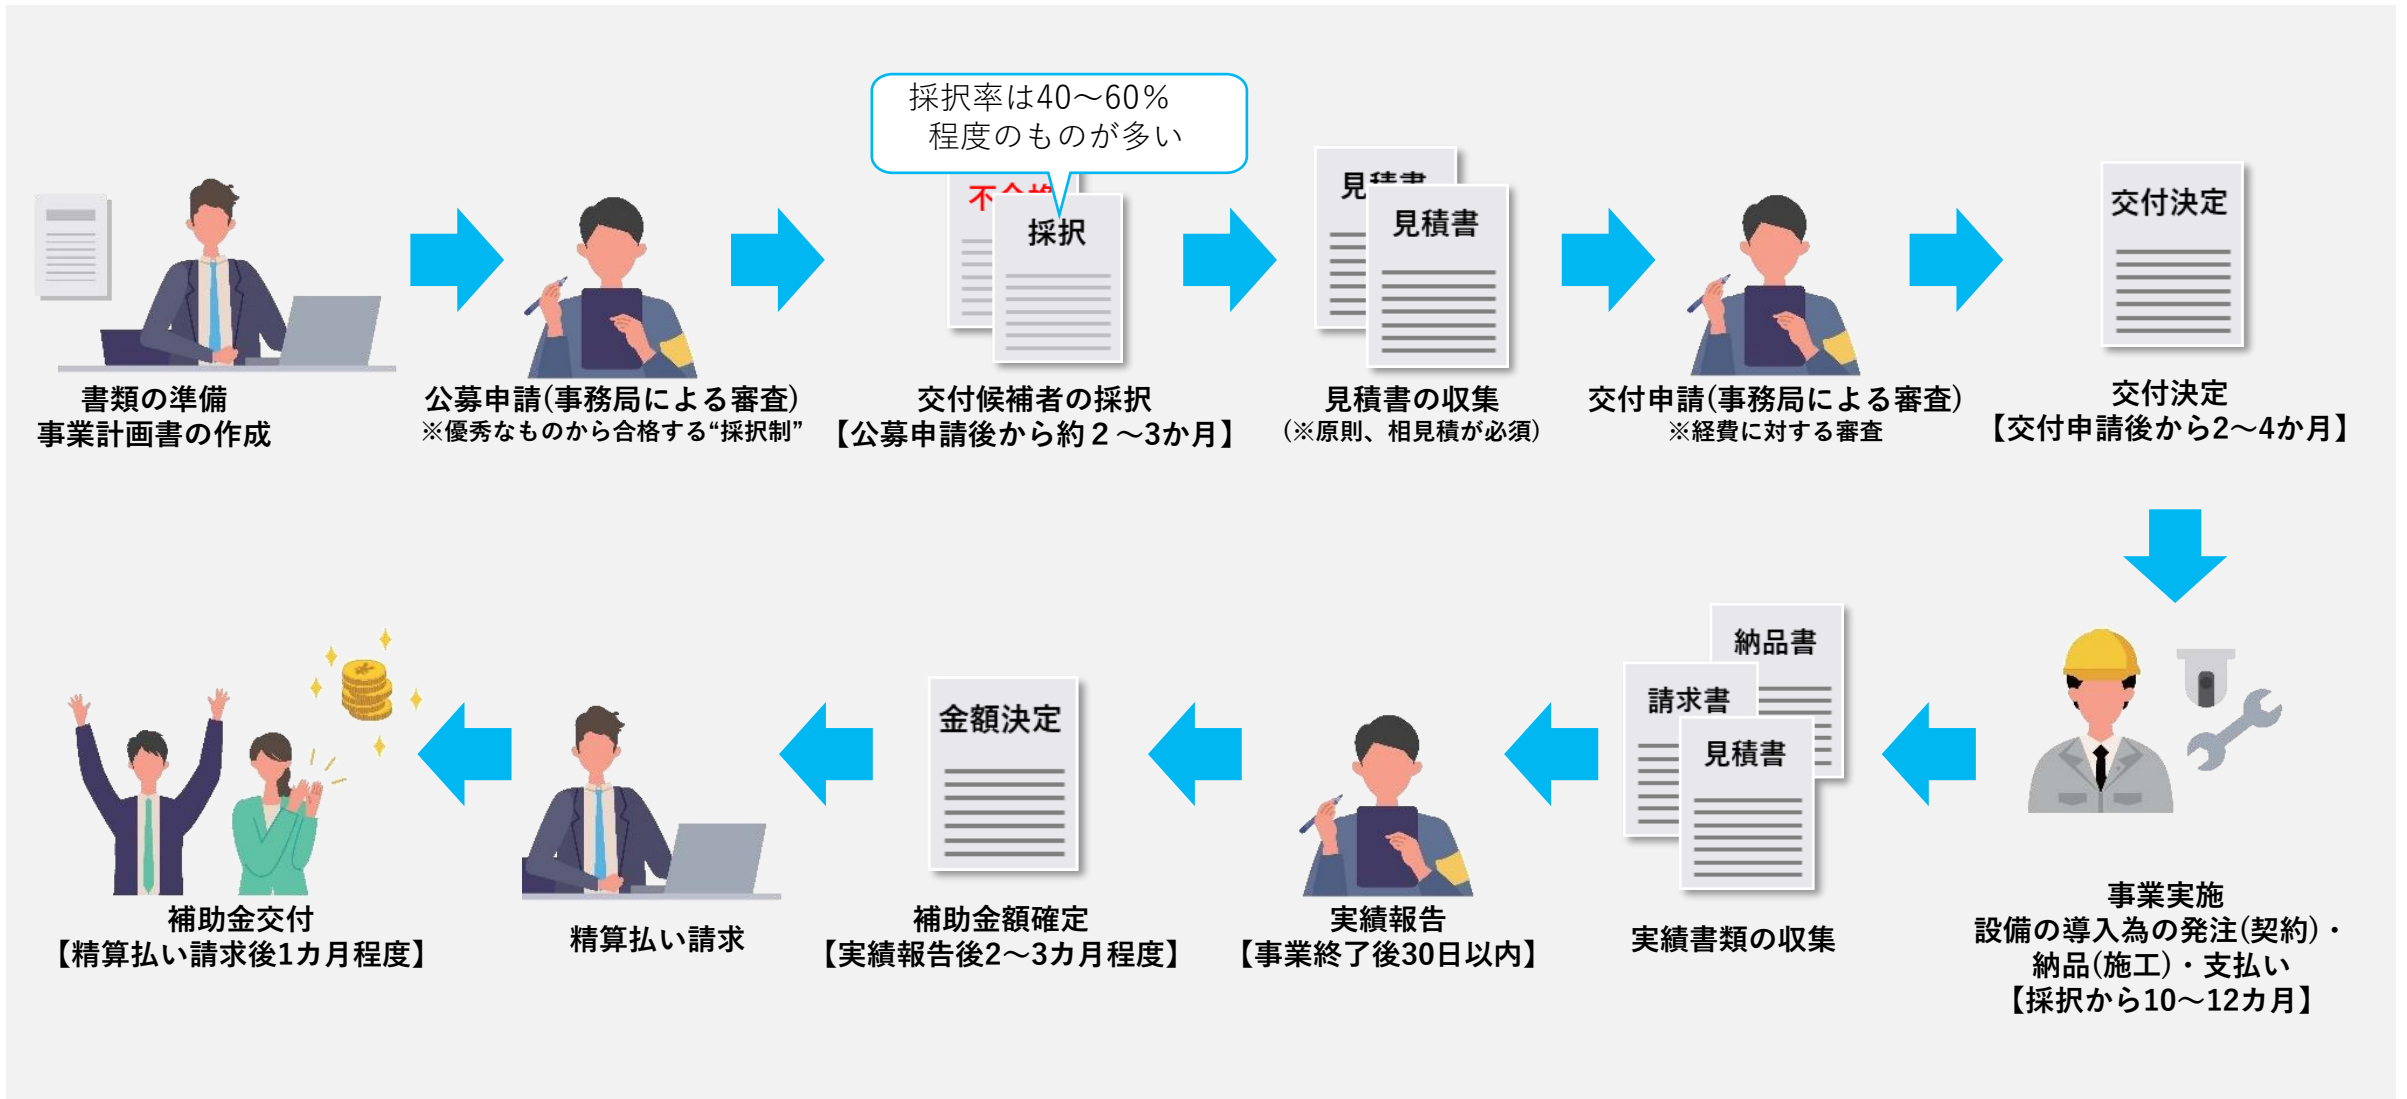 採択率は40～60％
程度のものが多い
不合格
採択
見積書
見積書
交付決定
書類の準備
事業計画書の作成
公募申請(事務局による審査)
※優秀なものから合格する“採択制”
交付候補者の採択
【公募申請後から約２～3か月】
見積書の収集
(※原則、相見積が必須)
交付申請(事務局による審査)
※経費に対する審査
交付決定
【交付申請後から2～4か月】
納品書
請求書
見積書
金額決定
事業実施
設備の導入為の発注(契約)・
納品(施工)・支払い
【採択から10～12カ月】
実績書類の収集
実績報告
【事業終了後30日以内】
補助金額確定
【実績報告後2～3カ月程度】
精算払い請求
補助金交付
【精算払い請求後1カ月程度】